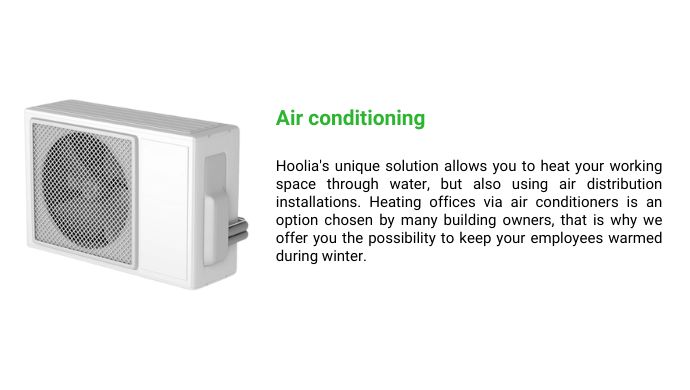 Air conditioning
Hoolia's unique solution allows you to heat your working
space through water, but also using air distribution
installations. Heating offices via air conditioners is an
option chosen by many building owners, that is why we
offer you the possibility to keep your employees warmed
during winter.